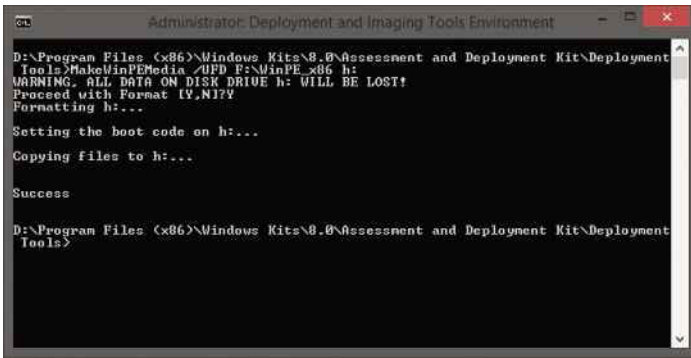 Administrator: Deployment and Imaging Tools Environment
D:\Program Files (x86)\Windows Kits\8.0\Assessment and Deployment Kit\Deployment
Tools>MakeWinPEMedia /UFD F:\WinPE_x86 h:
WARNING, ALL DATA ON DISK DRIVE h: WILL BE LOST!
Proceed with Format [Y,N]?Y
Formatting h:...
Setting the boot code on h:...
Copying files to h:...
Success
D:\Program Files (x86)\Windows Kits\8.0\Assessment and Deployment Kit\Deployment
Tools>